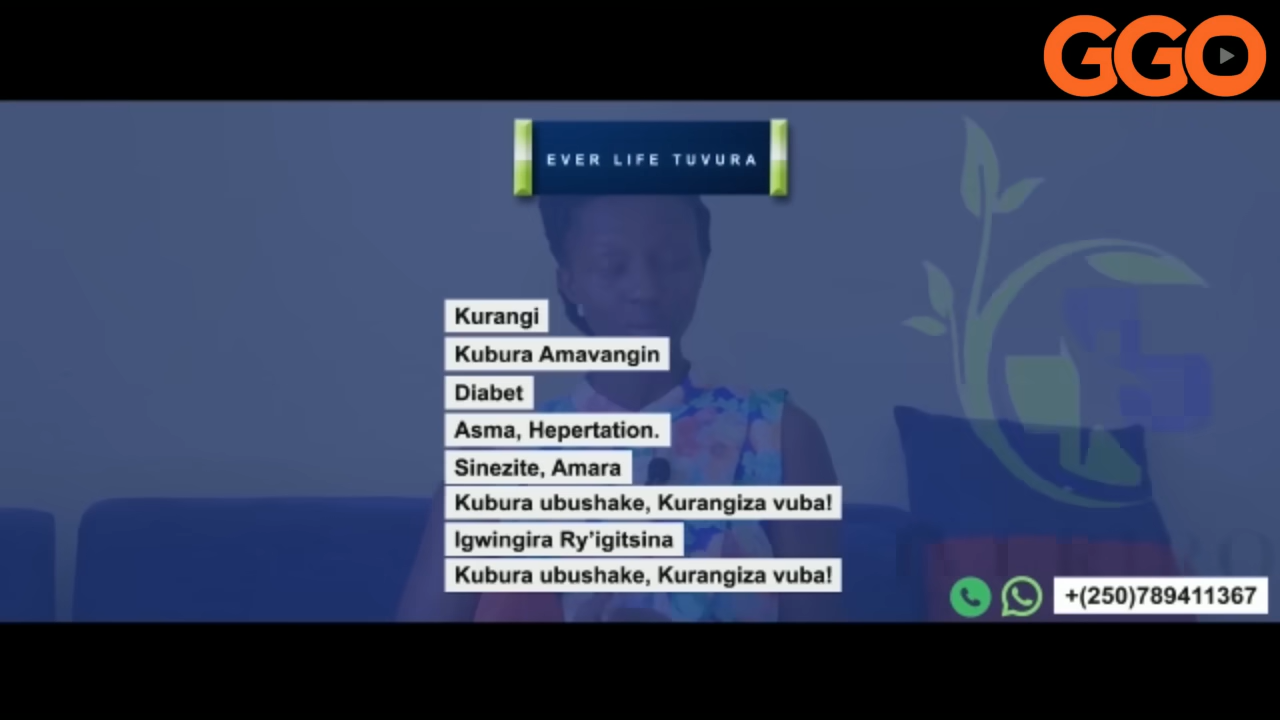 GGO
EVER LIFE TUVURA
Kurangi
Kubura Amavangin
Diabet
Asma, Hepertation.
Sinezite, Amara
Kubura ubushake, Kurangiza vuba!
Igwingira Ry'igitsina
Kubura ubushake, Kurangiza vuba!
+(250)789411367